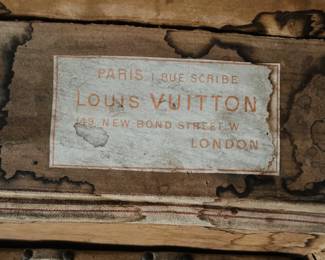 PARIS 1 RUE SCRIBE
LOUIS VUITTON
149, NEW BOND STREET W
LONDON